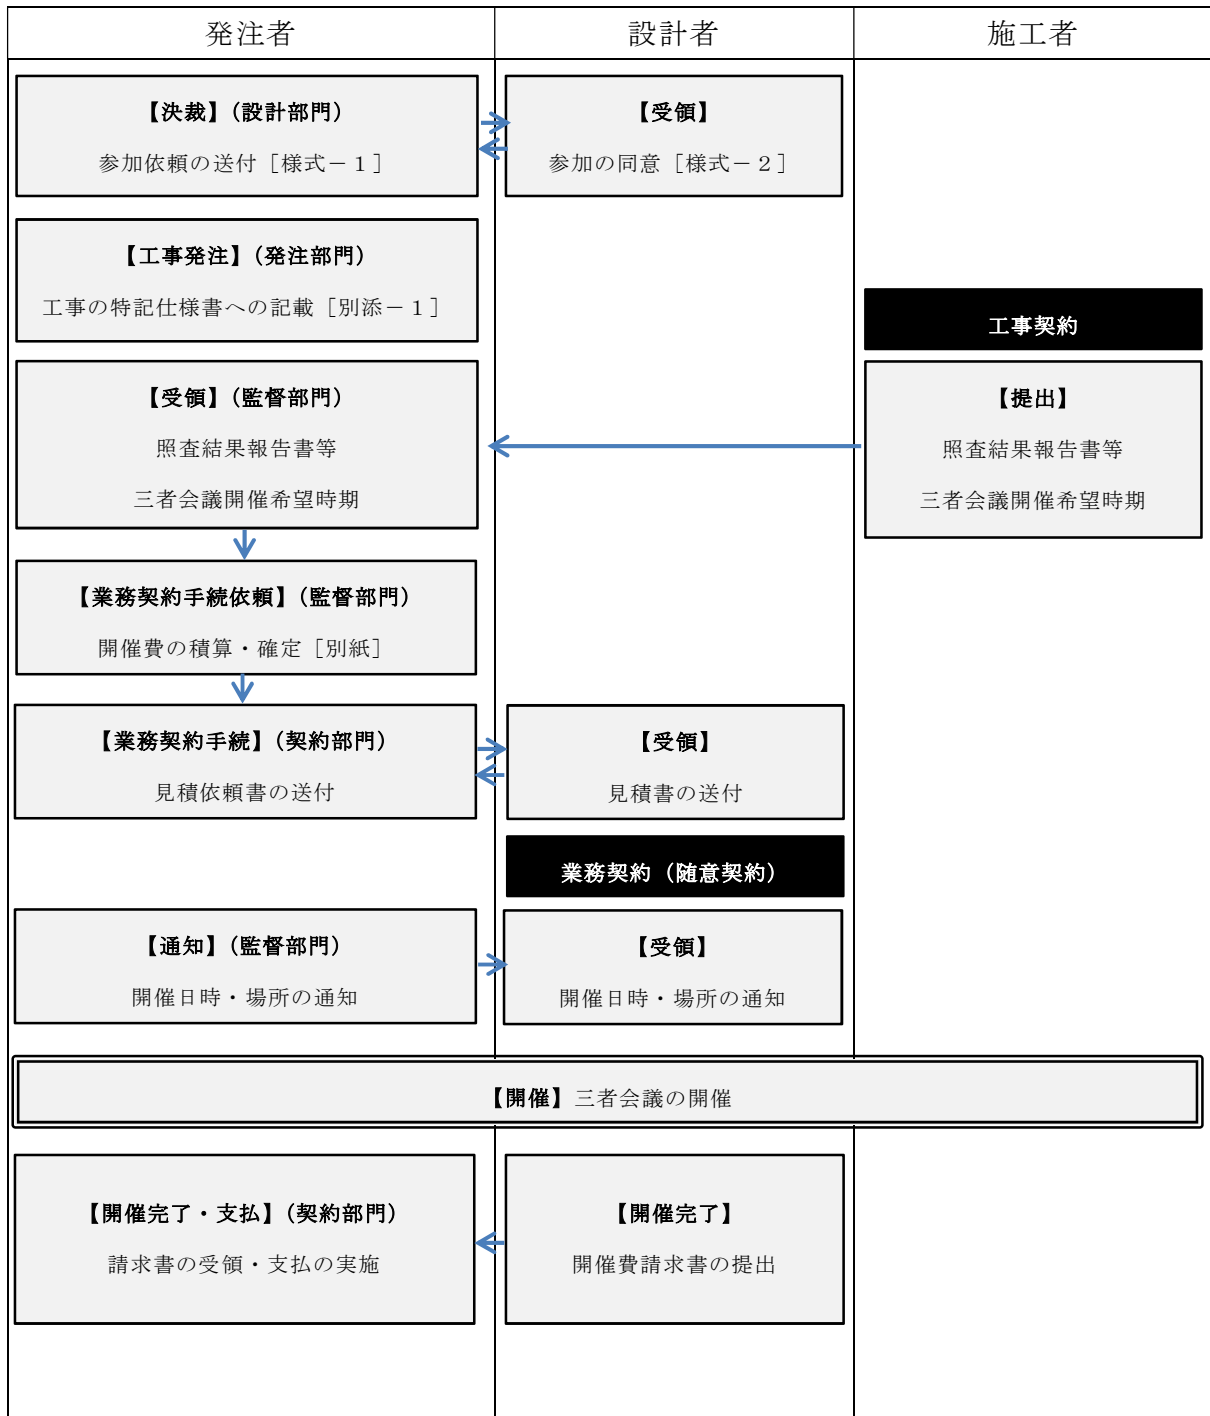 発注者
設計者
施工者
【決裁】（設計部門）
参加依頼の送付［様式－１］
【受領】
参加の同意［様式－２］
【工事発注】（発注部門）
工事の特記仕様書への記載［別添－１］
工事契約
【受領】（監督部門）
照査結果報告書等
三者会議開催希望時期
【提出】
照査結果報告書等
三者会議開催希望時期
【業務契約手続依頼】（監督部門）
開催費の積算・確定［別紙］
【業務契約手続】（契約部門）
見積依頼書の送付
【受領】
見積書の送付
業務契約（随意契約）
【通知】（監督部門）
開催日時・場所の通知
【受領】
開催日時・場所の通知
【開催】三者会議の開催
【開催完了・支払】（契約部門）
請求書の受領・支払の実施
【開催完了】
開催費請求書の提出